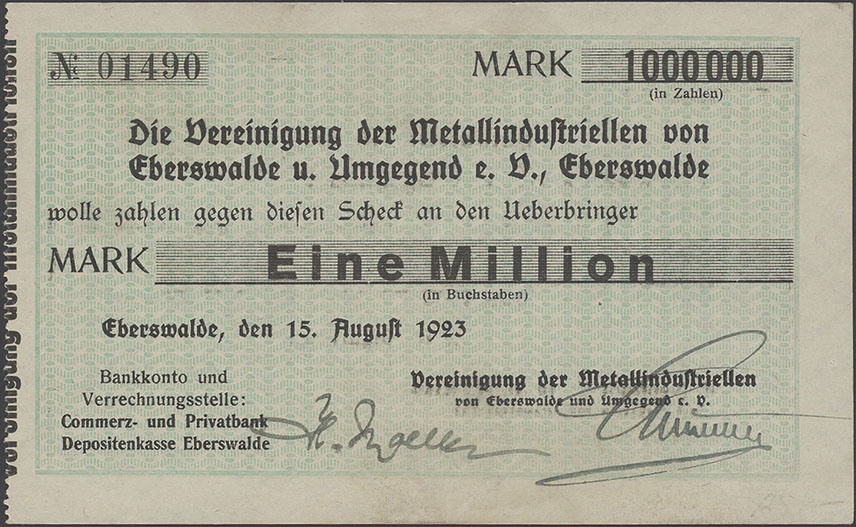 № 01490
MARK 1000000
(in Zahlen)
Die Vereinigung der Metallindustriellen von
Eberswalde u. Umgegend e. V., Eberswalde
wolle zahlen gegen diesen Scheck an den Ueberbringer
MARK Eine Million
(in Buchstaben)
Eberswalde, den 15. August 1923
Bankkonto und
Verrechnungsstelle:
Commerz- und Privatbank
Depositenkasse Eberswalde
Vereinigung der Metallindustriellen
von Eberswalde und Umgegend e. V.